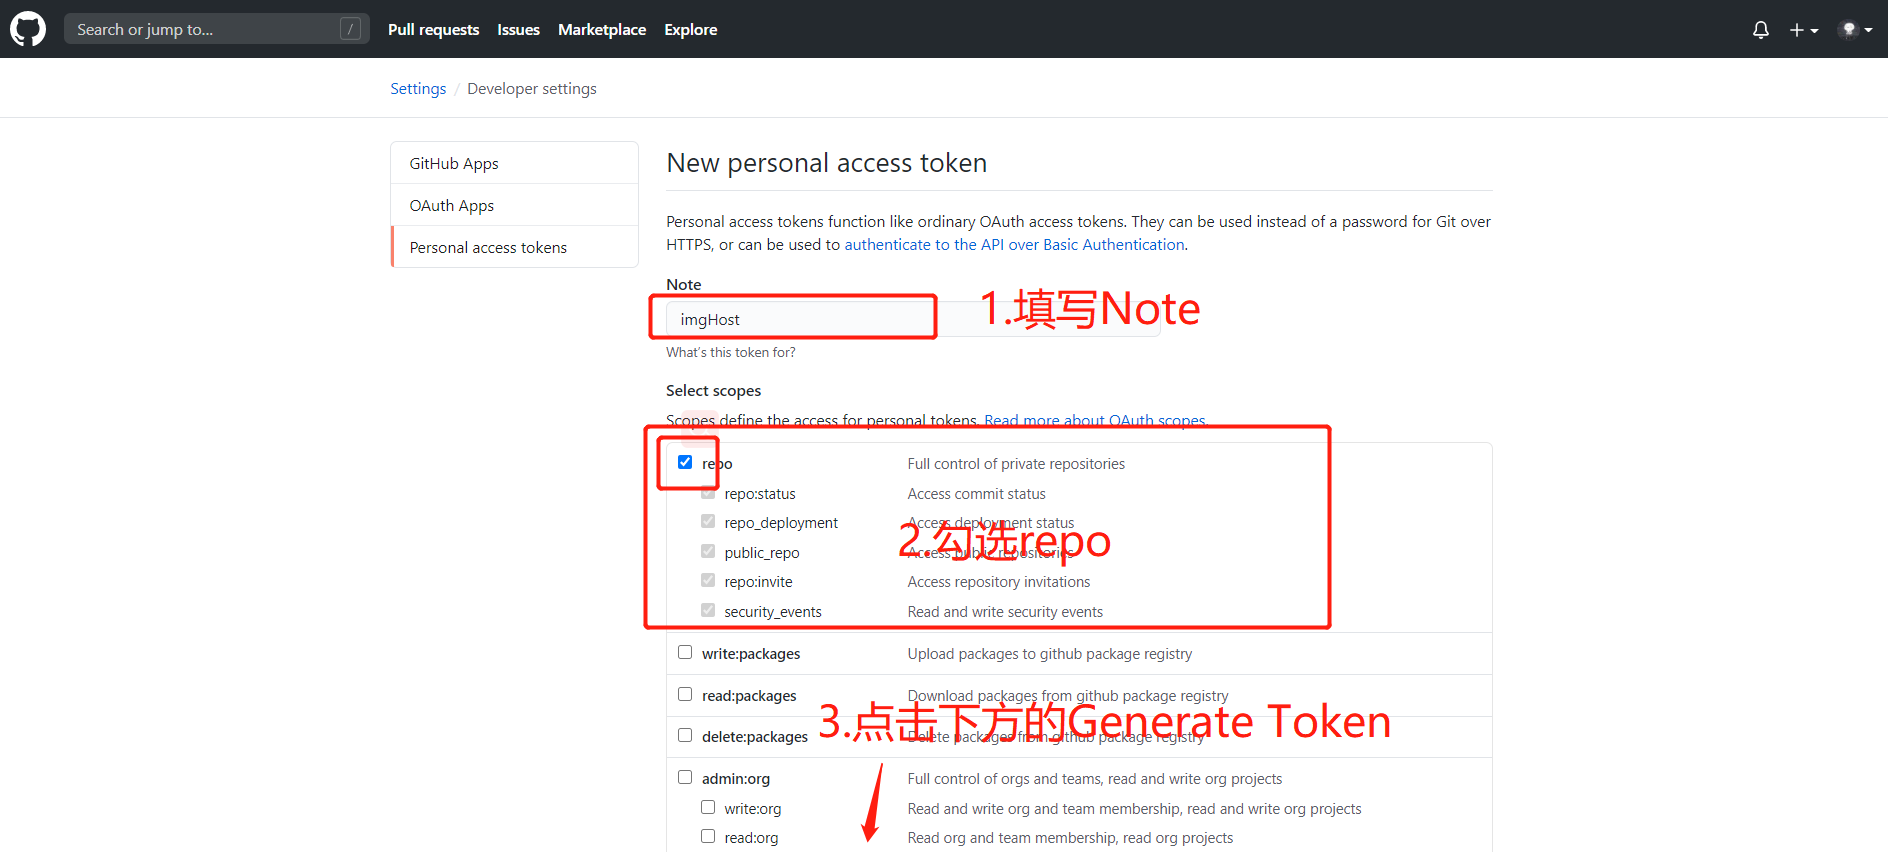 Search or jump to... /
Pull requests Issues Marketplace Explore
Settings / Developer settings
GitHub Apps
OAuth Apps
Personal access tokens
New personal access token
Personal access tokens function like ordinary OAuth access tokens. They can be used instead of a password for Git over
HTTPS, or can be used to authenticate to the API over Basic Authentication.
Note
imgHost
1.填写Note
What's this token for?
Select scopes
Scopes define the access for personal tokens. Read more about OAuth scopes.
repo Full control of private repositories
repo:status Access commit status
repo_deployment Access deployment status
2.勾选repo
public_repo Access public repositories
repo:invite Access repository invitations
security_events Read and write security events
write:packages Upload packages to github package registry
read:packages Download packages from github package registry
3.点击下方的Generate Token
delete:packages Delete packages from github package registry
admin:org Full control of orgs and teams, read and write org projects
write:org Read and write org and team membership, read and write org projects
read:org Read org and team membership, read org projects